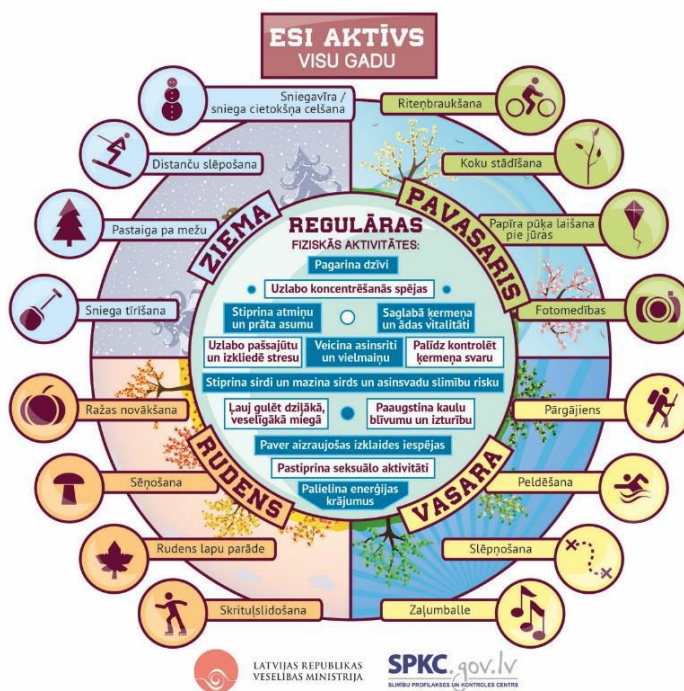 ESI AKTĪVS
VISU GADU
Sniegavīra /
sniega cietokšņa celšana
Distanču slēpošana
Pastaiga pa mežu
Sniega tīrīšana
ZIEMA
Riteņbraukšana
Koku stādīšana
Papīra pūķa laišana
pie jūras
Fotomedības
PAVASARIS
REGULĀRAS
FIZISKĀS AKTIVITĀTES:
Pagarina dzīvi
Uzlabo koncentrēšanās spējas
Stiprina atmiņu
un prāta asumu
Saglabā ķermeņa
un ādas vitalitāti
Uzlabo pašsajūtu
un izkliedē stresu
Veicina asinsriti
un vielmaiņu
Palīdz kontrolēt
ķermeņa svaru
Stiprina sirdi un mazina sirds un asinsvadu slimību risku
Ļauj gulēt dziļākā,
veselīgākā miegā
Paaugstina kaulu
blīvumu un izturību
Paver aizraujošas izklaides iespējas
Pastiprina seksuālo aktivitāti
Palielina enerģijas
krājumus
RUDENS
Ražas novākšana
Sēņošana
Rudens lapu parāde
Skrituļslidošana
VASARA
Pārgājiens
Peldēšana
Slēpņošana
Zaļumballe
LATVIJAS REPUBLIKAS
VESELĪBAS MINISTRIJA
SPKC.gov.lv
SLIMĪBU PROFILAKSES UN KONTROLES CENTRS